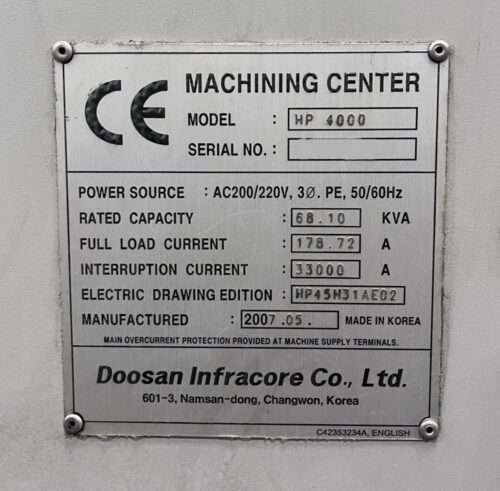 CE MACHINING CENTER
MODEL : HP 4000
SERIAL NO. :
POWER SOURCE : AC200/220V, 3Ø. PE, 50/60Hz
RATED CAPACITY : 68.10 KVA
FULL LOAD CURRENT : 178.72 A
INTERRUPTION CURRENT : 33000 A
ELECTRIC DRAWING EDITION : HP45M31AE02
MANUFACTURED : 2007.05. MADE IN KOREA
MAIN OVERCURRENT PROTECTION PROVIDED AT MACHINE SUPPLY TERMINALS.
Doosan Infracore Co., Ltd.
601-3, Namsan-dong, Changwon, Korea
C42353234A, ENGLISH